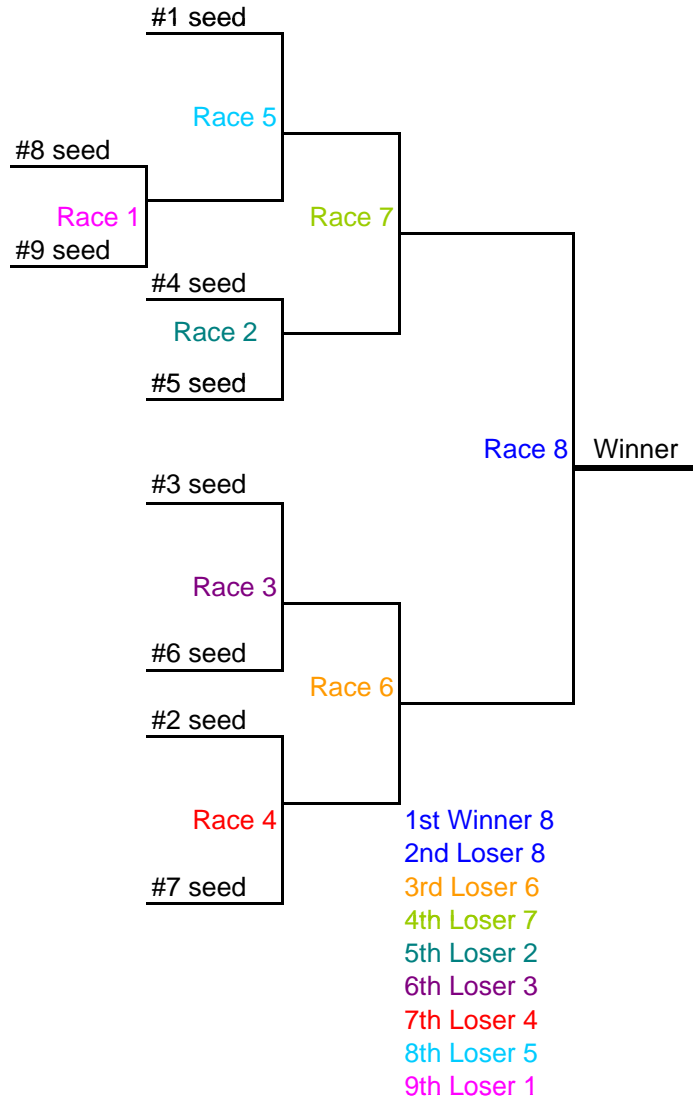 #1 seed
Race 5
#8 seed
Race 1
Race 7
#9 seed
#4 seed
Race 2
#5 seed
Race 8
Winner
#3 seed
Race 3
#6 seed
Race 6
#2 seed
Race 4
#7 seed
1st Winner 8
2nd Loser 8
3rd Loser 6
4th Loser 7
5th Loser 2
6th Loser 3
7th Loser 4
8th Loser 5
9th Loser 1